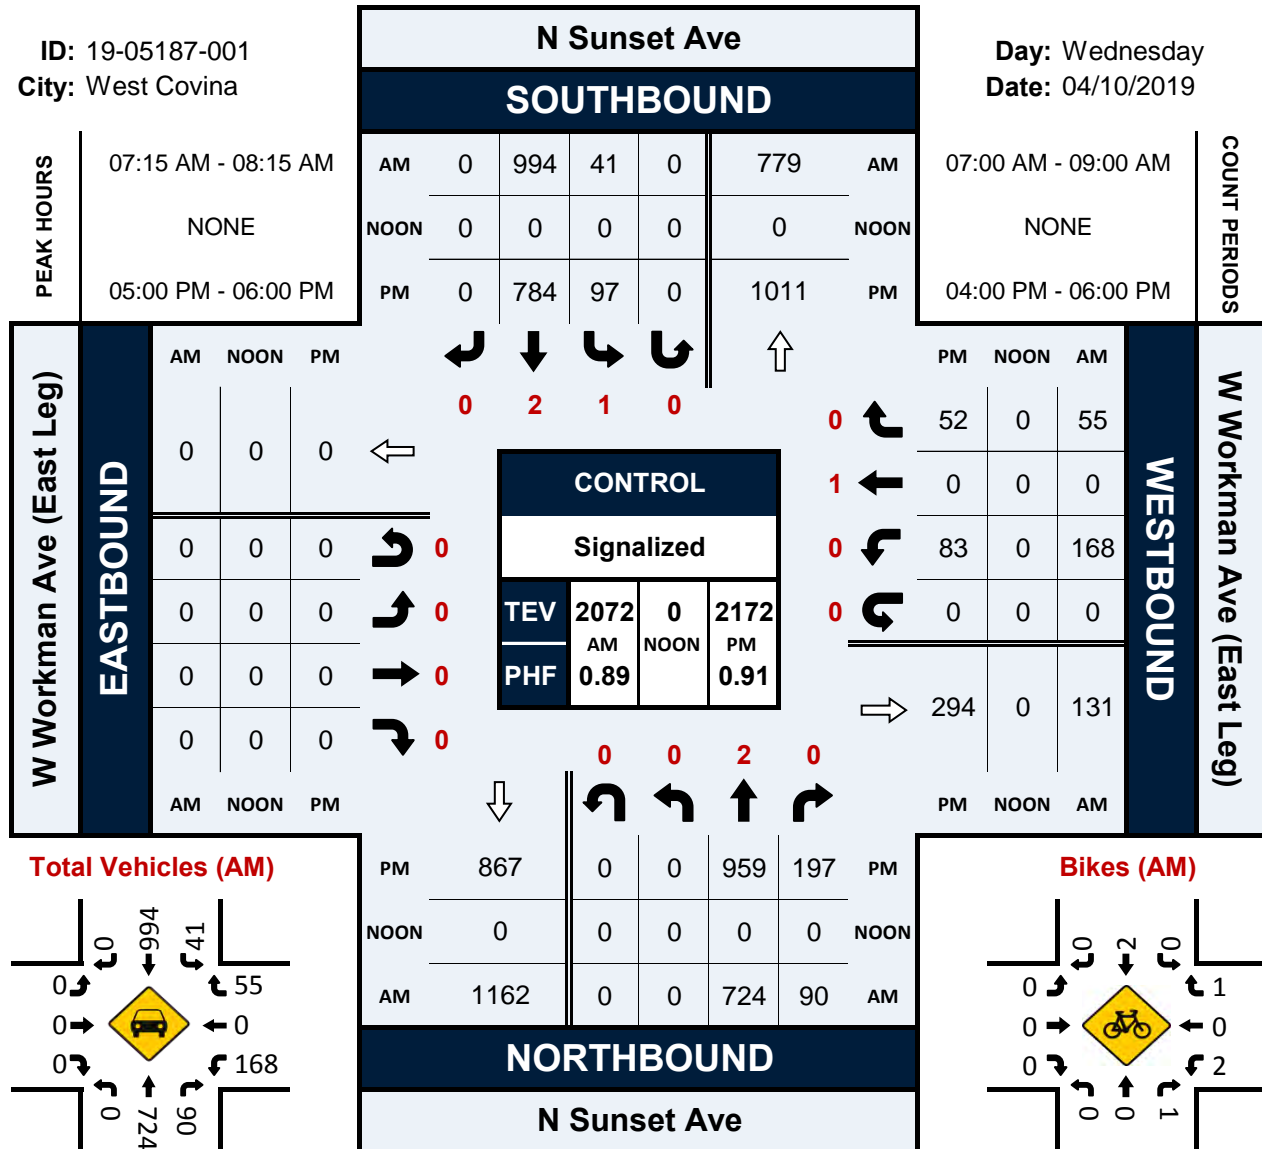 N Sunset Ave
ID: 19-05187-001
City: West Covina
Day: Wednesday
Date: 04/10/2019
SOUTHBOUND
PEAK HOURS
07:15 AM - 08:15 AM
NONE
05:00 PM - 06:00 PM
AM 0 994 41 0 779 AM
NOON 0 0 0 0 0 NOON
PM 0 784 97 0 1011 PM
07:00 AM - 09:00 AM
NONE
04:00 PM - 06:00 PM
COUNT PERIODS
0 2 1 0
W Workman Ave (East Leg)
EASTBOUND
AM NOON PM
0 0 0
0 0 0 0
0 0 0 0
0 0 0 0
0 0 0 0
AM NOON PM
CONTROL
Signalized
TEV 2072 0 2172
AM NOON PM
PHF 0.89 0.91
PM NOON AM
0 52 0 55
1 0 0 0
0 83 0 168
0 0 0 0
294 0 131
PM NOON AM
WESTBOUND
W Workman Ave (East Leg)
0 0 2 0
PM 867 0 0 959 197 PM
NOON 0 0 0 0 0 NOON
AM 1162 0 0 724 90 AM
NORTHBOUND
N Sunset Ave
Total Vehicles (AM)
0 994 41
0 55
0 0
0 168
0 724 90
Bikes (AM)
0 2 0
0 1
0 0
0 2
0 0 1